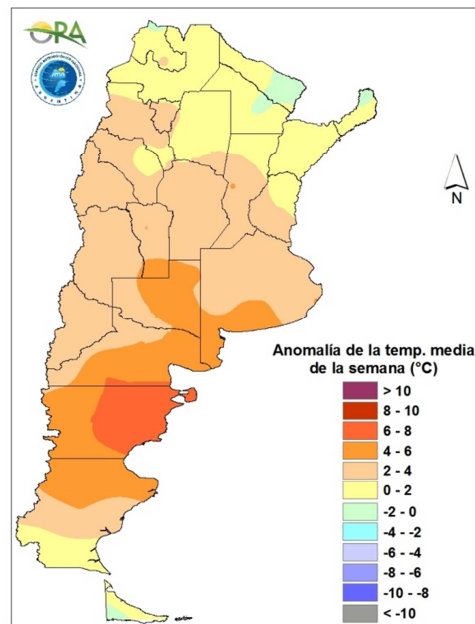 ORA
N
Anomalía de la temp. media
de la semana (°C)
> 10
8 - 10
6 - 8
4 - 6
2 - 4
0 - 2
-2 - 0
-4 - -2
-6 - -4
-8 - -6
-10 - -8
< -10